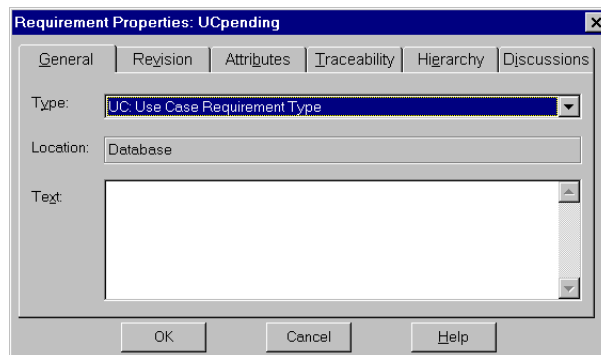 Requirement Properties: UCpending
General Revision Attributes Traceability Hierarchy Discussions
Type: UC: Use Case Requirement Type
Location: Database
Text:
OK Cancel Help